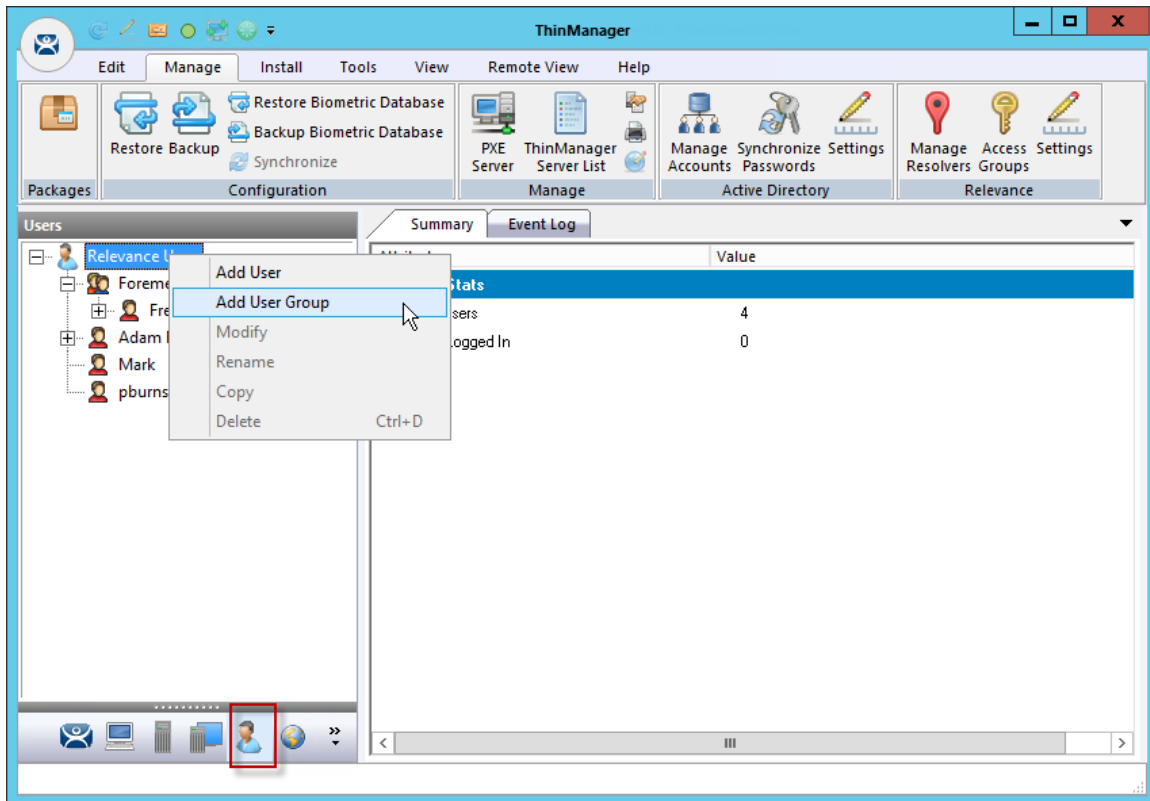 ThinManager
Edit Manage Install Tools View Remote View Help
Restore Backup
Restore Biometric Database
Backup Biometric Database
Synchronize
PXE Server
ThinManager Server List
Manage Accounts
Synchronize Passwords
Settings
Manage Resolvers
Access Groups
Settings
Packages Configuration Manage Active Directory Relevance
Users
Summary Event Log
Relevance
Value
Add User
Add User Group
Modify
Rename
Copy
Delete Ctrl+D
Adam
Mark
pburns
4
0
In